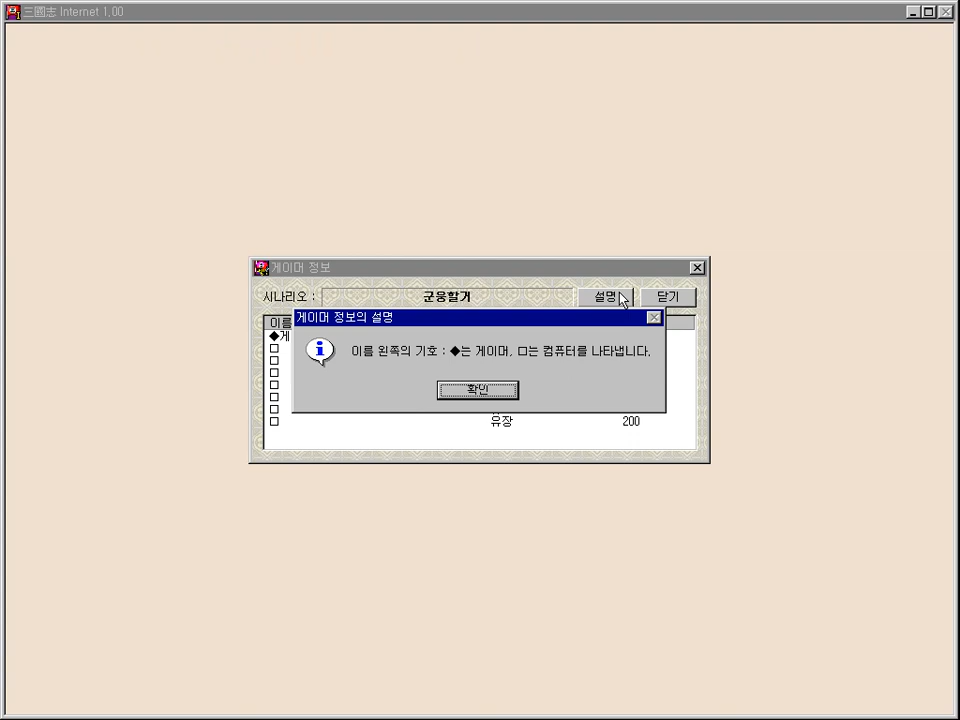 三國志 Internet 1,00
게이머 정보
시나리오 : 군웅할거 설명 닫기
이름
게이머 정보의 설명
◆게
이름 왼쪽의 기호 : ◆는 게이머, □는 컴퓨터를 나타냅니다.
확인
유장 200